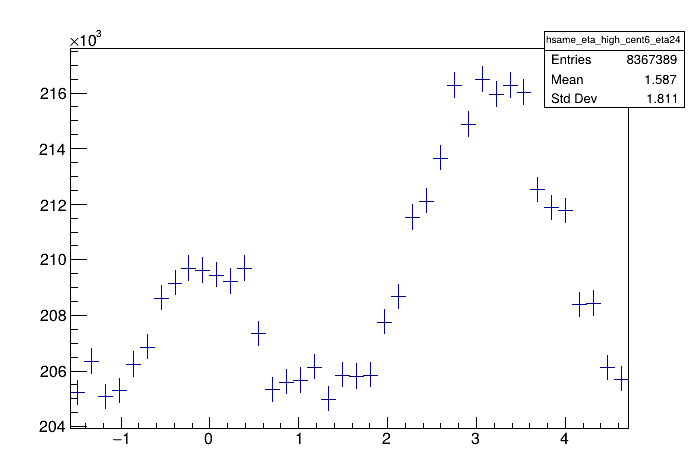 ×10³
hsame_eta_high_cent6_eta24
Entries 8367389
Mean 1.587
Std Dev 1.811
216
214
212
210
208
206
204
−1 0 1 2 3 4